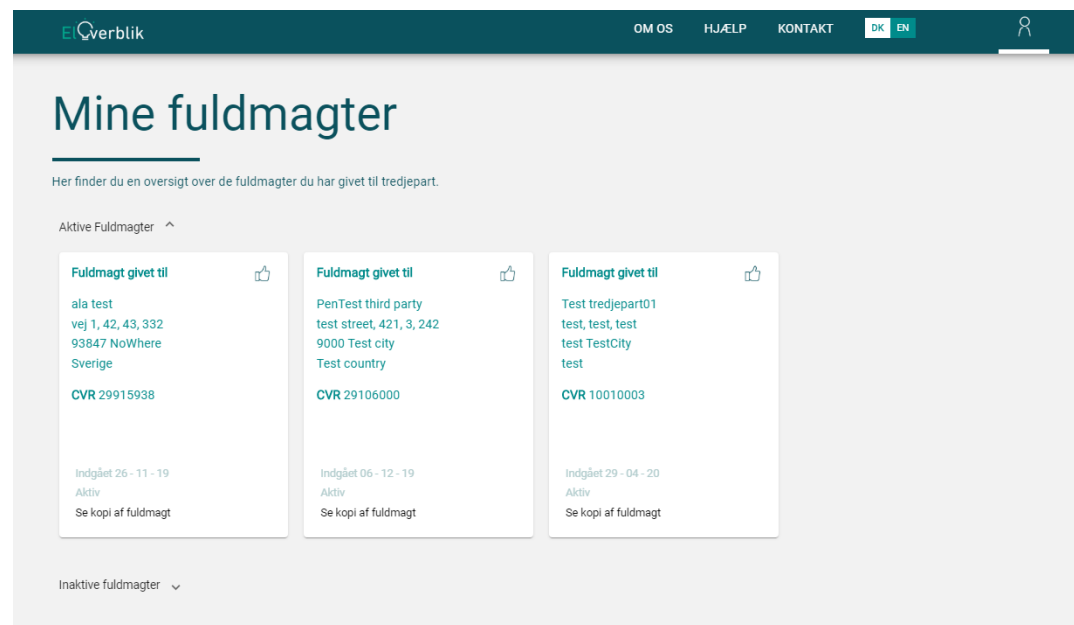 ElOverblik
OM OS
HJÆLP
KONTAKT
DK
EN
Mine fuldmagter
Her finder du en oversigt over de fuldmagter du har givet til tredjepart.
Aktive Fuldmagter
Fuldmagt givet til
ala test
vej 1, 42, 43, 332
93847 NoWhere
Sverige
CVR 29915938
Indgået 26 - 11 - 19
Aktiv
Se kopi af fuldmagt
Fuldmagt givet til
PenTest third party
test street, 421, 3, 242
9000 Test city
Test country
CVR 29106000
Indgået 06 - 12 - 19
Aktiv
Se kopi af fuldmagt
Fuldmagt givet til
Test tredjepart01
test, test, test
test TestCity
test
CVR 10010003
Indgået 29 - 04 - 20
Aktiv
Se kopi af fuldmagt
Inaktive fuldmagter